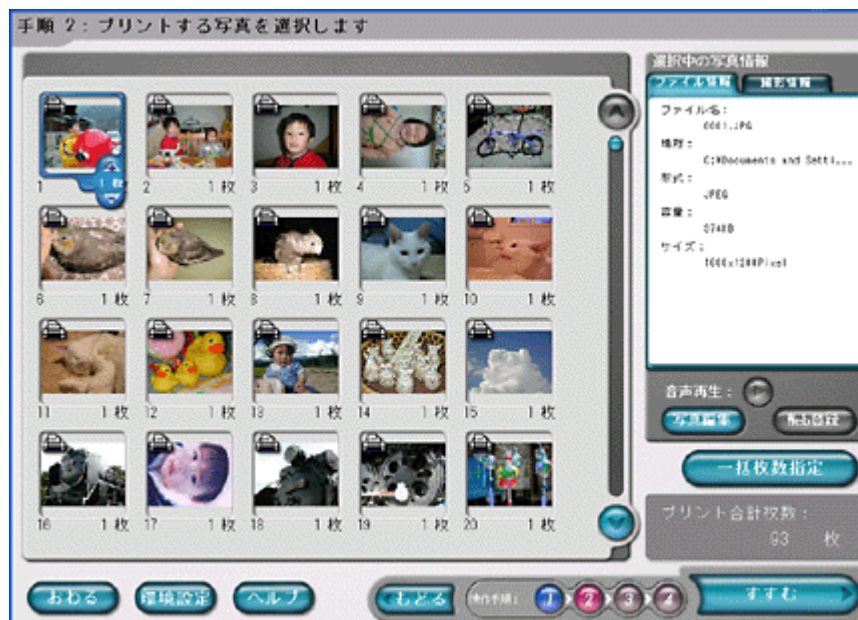 手順 2：プリントする写真を選択します
選択中の写真情報
ファイル情報 撮影情報
ファイル名：
0001.JPG
場所：
C:¥Documents and Setti...
形式：
JPEG
容量：
374KB
サイズ：
1600x1200Pixel
1 1 枚
2 1 枚
3 1 枚
4 1 枚
5 1 枚
6 1 枚
7 1 枚
8 1 枚
9 1 枚
10 1 枚
11 1 枚
12 1 枚
13 1 枚
14 1 枚
15 1 枚
16 1 枚
17 1 枚
18 1 枚
19 1 枚
20 1 枚
音声再生：
写真編集
一括枚数指定
プリント合計枚数：
93 枚
おわる 環境設定 ヘルプ もどる 操作手順： 1 2 3 4 すすむ